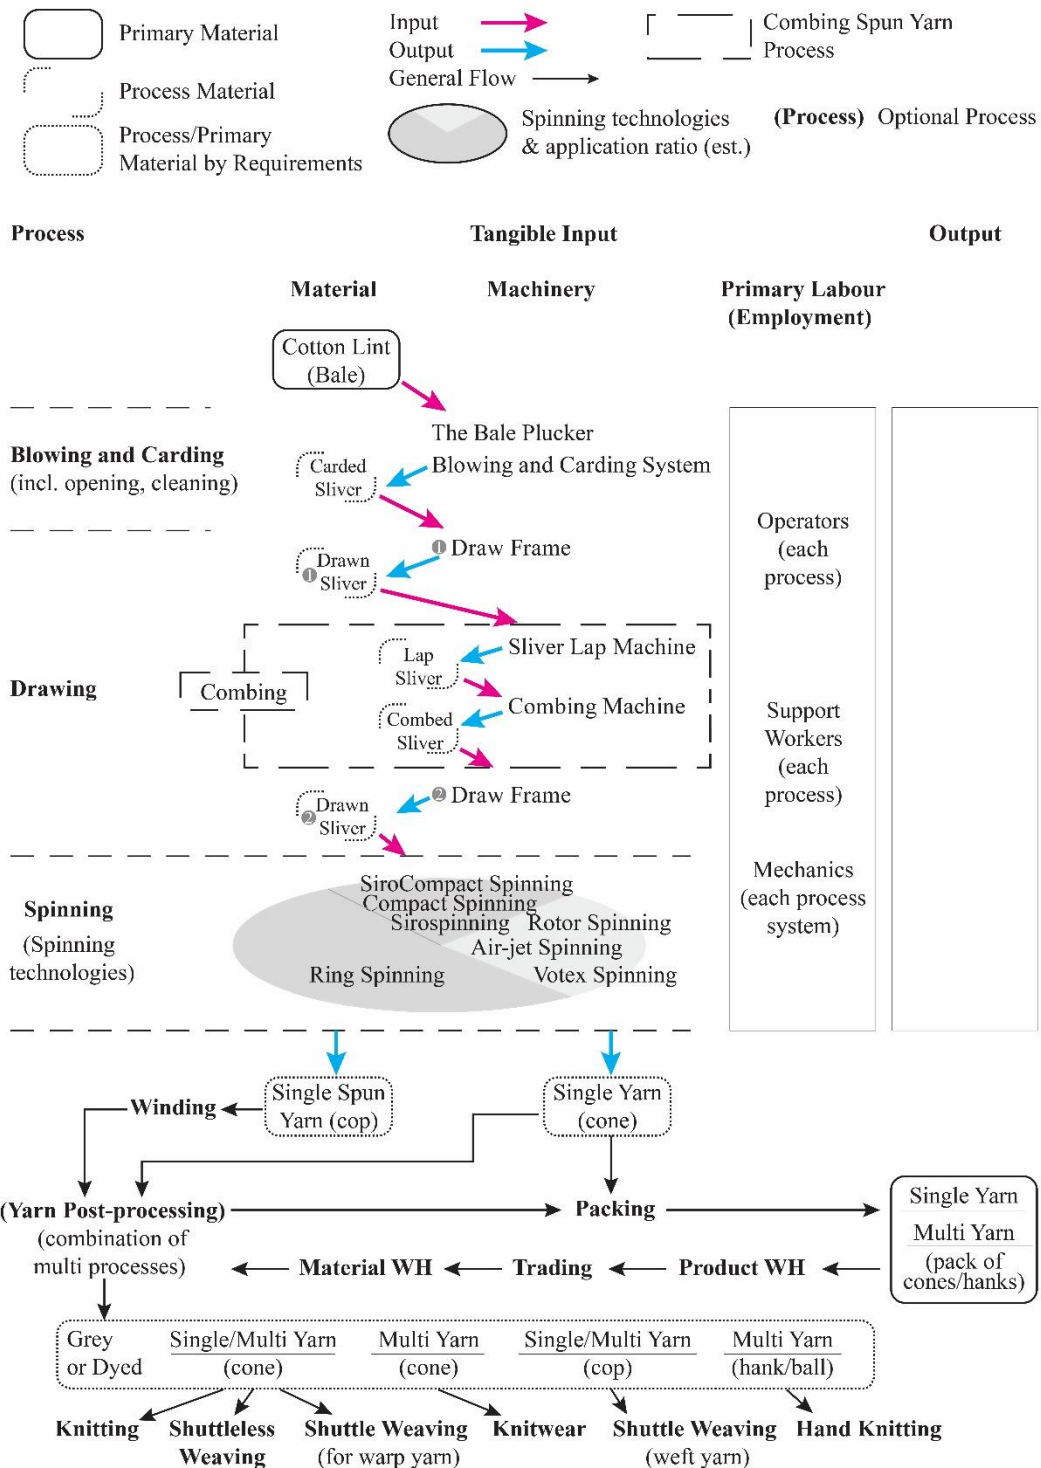 Primary Material
Process Material
Process/Primary
Material by Requirements
Input
Output
General Flow
Spinning technologies
& application ratio (est.)
Combing Spun Yarn
Process
(Process) Optional Process
Process
Tangible Input
Output
Material
Machinery
Primary Labour
(Employment)
Cotton Lint
(Bale)
The Bale Plucker
Blowing and Carding
(incl. opening, cleaning)
Carded
Sliver
Blowing and Carding System
Operators
(each
process)
1 Draw Frame
Drawn
1 Sliver
Sliver Lap Machine
Lap
Sliver
Drawing
Combing
Combing Machine
Combed
Sliver
Support
Workers
(each
process)
2 Draw Frame
Drawn
2 Sliver
Mechanics
(each process
system)
Spinning
(Spinning
technologies)
SiroCompact Spinning
Compact Spinning
Sirospinning
Rotor Spinning
Air-jet Spinning
Ring Spinning
Votex Spinning
Winding
Single Spun
Yarn (cop)
Single Yarn
(cone)
(Yarn Post-processing)
(combination of
multi processes)
Packing
Single Yarn
Multi Yarn
(pack of
cones/hanks)
Material WH
Trading
Product WH
Grey
or Dyed
Single/Multi Yarn
(cone)
Multi Yarn
(cone)
Single/Multi Yarn
(cop)
Multi Yarn
(hank/ball)
Knitting
Shuttleless
Weaving
Shuttle Weaving
(for warp yarn)
Knitwear
Shuttle Weaving
(weft yarn)
Hand Knitting